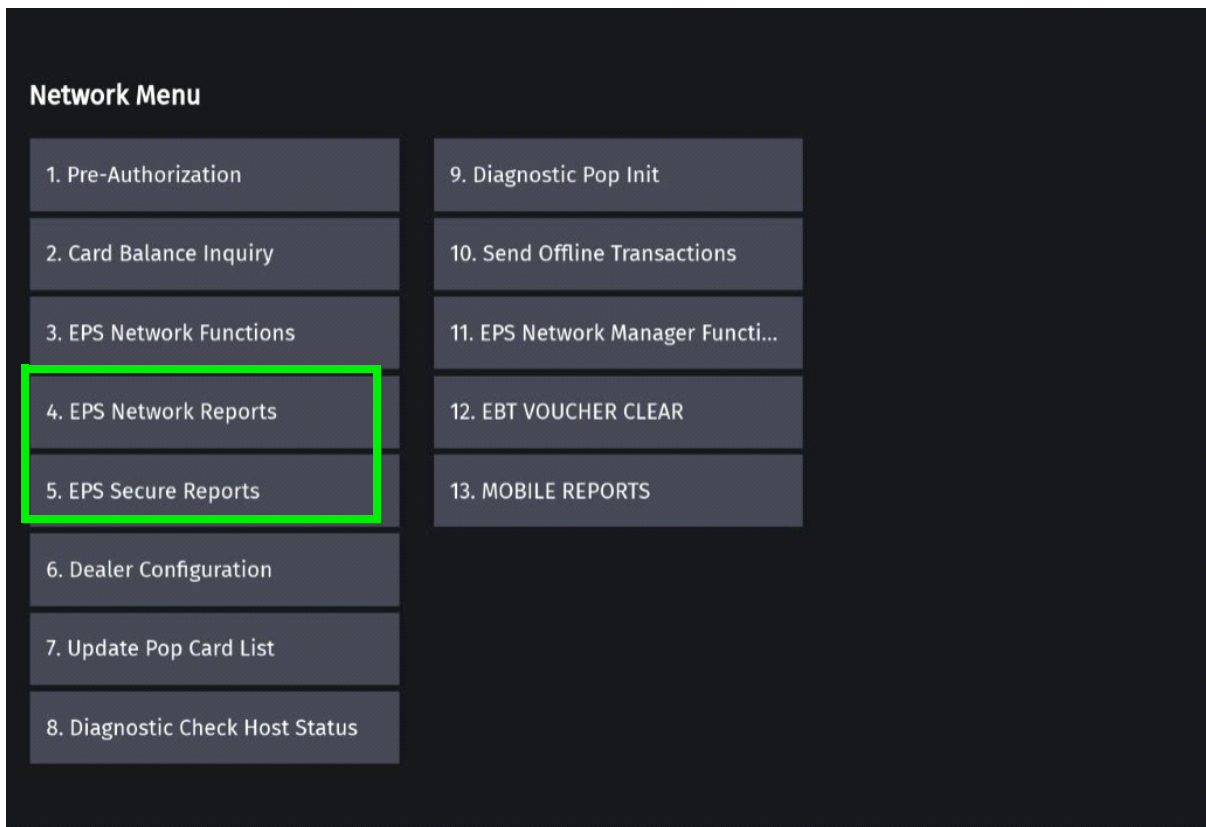 Network Menu
1. Pre-Authorization
2. Card Balance Inquiry
3. EPS Network Functions
4. EPS Network Reports
5. EPS Secure Reports
6. Dealer Configuration
7. Update Pop Card List
8. Diagnostic Check Host Status
9. Diagnostic Pop Init
10. Send Offline Transactions
11. EPS Network Manager Functi...
12. EBT VOUCHER CLEAR
13. MOBILE REPORTS